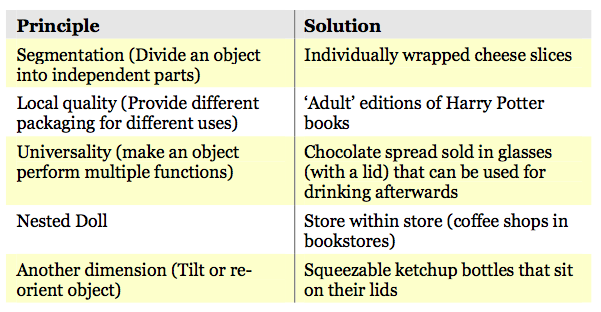 Principle Solution
Segmentation (Divide an object Individually wrapped cheese slices
into independent parts)
Local quality (Provide different ‘Adult’ editions of Harry Potter
packaging for different uses) books
Universality (make an object Chocolate spread sold in glasses
perform multiple functions) (with a lid) that can be used for
drinking afterwards
Nested Doll Store within store (coffee shops in
bookstores)
Another dimension (Tilt or re- Squeezable ketchup bottles that sit
orient object) on their lids